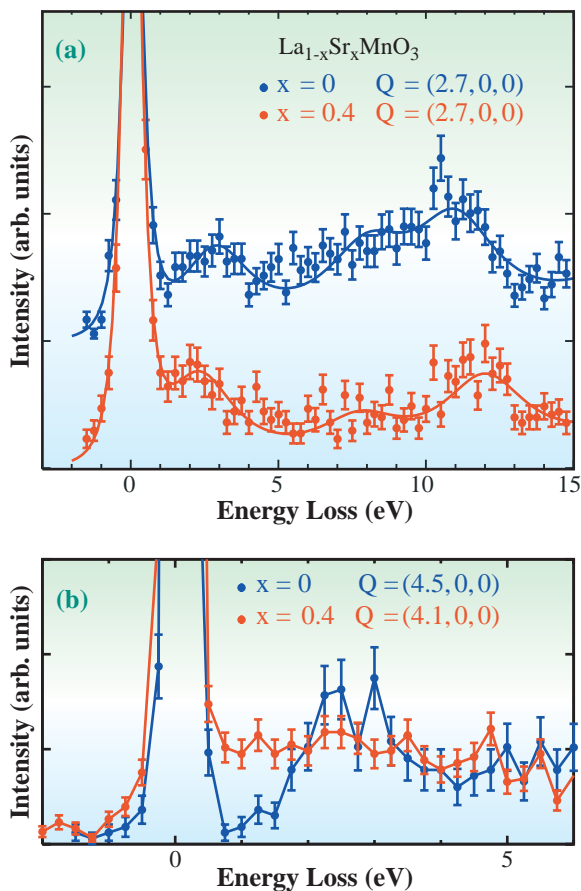 La1-xSrxMnO3
(a)
x = 0 Q = (2.7, 0, 0)
x = 0.4 Q = (2.7, 0, 0)
Intensity (arb. units)
0 5 10 15
Energy Loss (eV)
(b)
x = 0 Q = (4.5, 0, 0)
x = 0.4 Q = (4.1, 0, 0)
Intensity (arb. units)
0 5
Energy Loss (eV)